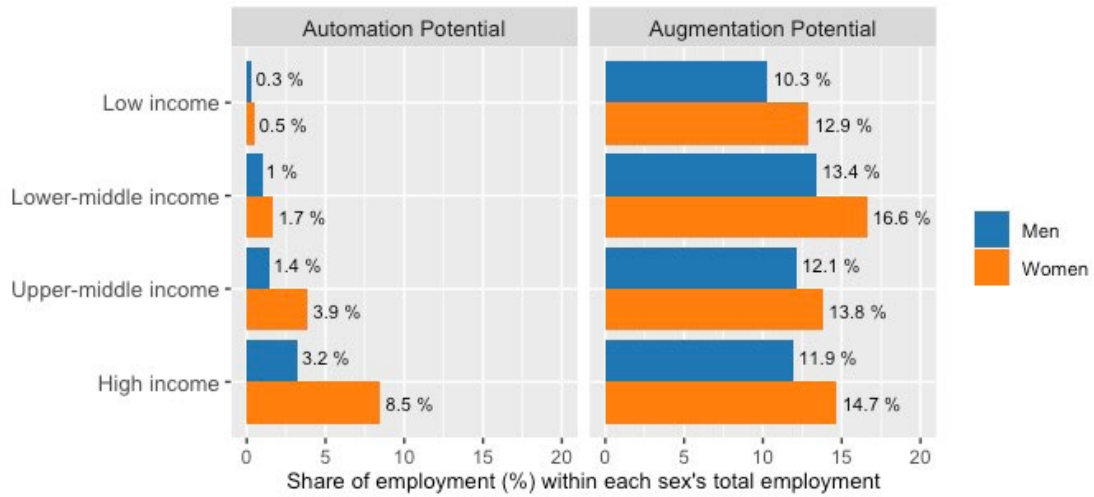 Automation Potential
Augmentation Potential
Low income
0.3 %
0.5 %
10.3 %
12.9 %
Lower-middle income
1 %
1.7 %
13.4 %
16.6 %
Upper-middle income
1.4 %
3.9 %
12.1 %
13.8 %
High income
3.2 %
8.5 %
11.9 %
14.7 %
0 5 10 15 20
0 5 10 15 20
Share of employment (%) within each sex's total employment
Men
Women